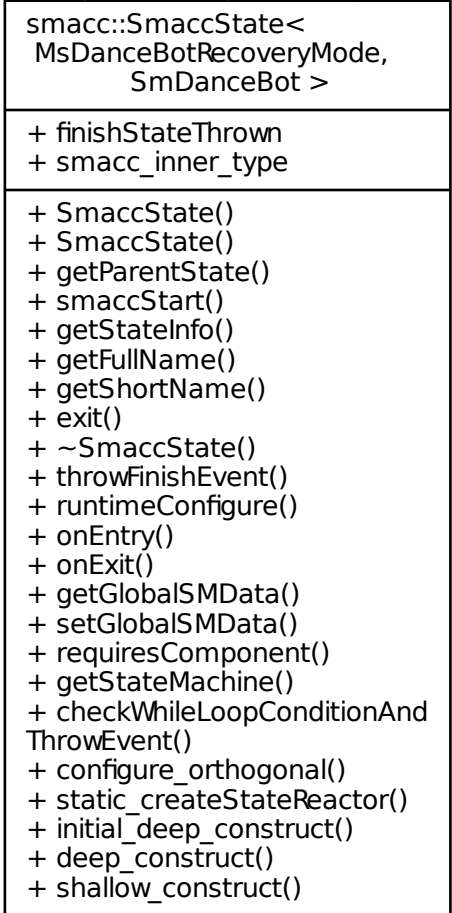 smacc::SmaccState<
MsDanceBotRecoveryMode,
SmDanceBot >
+ finishStateThrown
+ smacc_inner_type
+ SmaccState()
+ SmaccState()
+ getParentState()
+ smaccStart()
+ getStateInfo()
+ getFullName()
+ getShortName()
+ exit()
+ ~SmaccState()
+ throwFinishEvent()
+ runtimeConfigure()
+ onEntry()
+ onExit()
+ getGlobalSMData()
+ setGlobalSMData()
+ requiresComponent()
+ getStateMachine()
+ checkWhileLoopConditionAnd
ThrowEvent()
+ configure_orthogonal()
+ static_createStateReactor()
+ initial_deep_construct()
+ deep_construct()
+ shallow_construct()